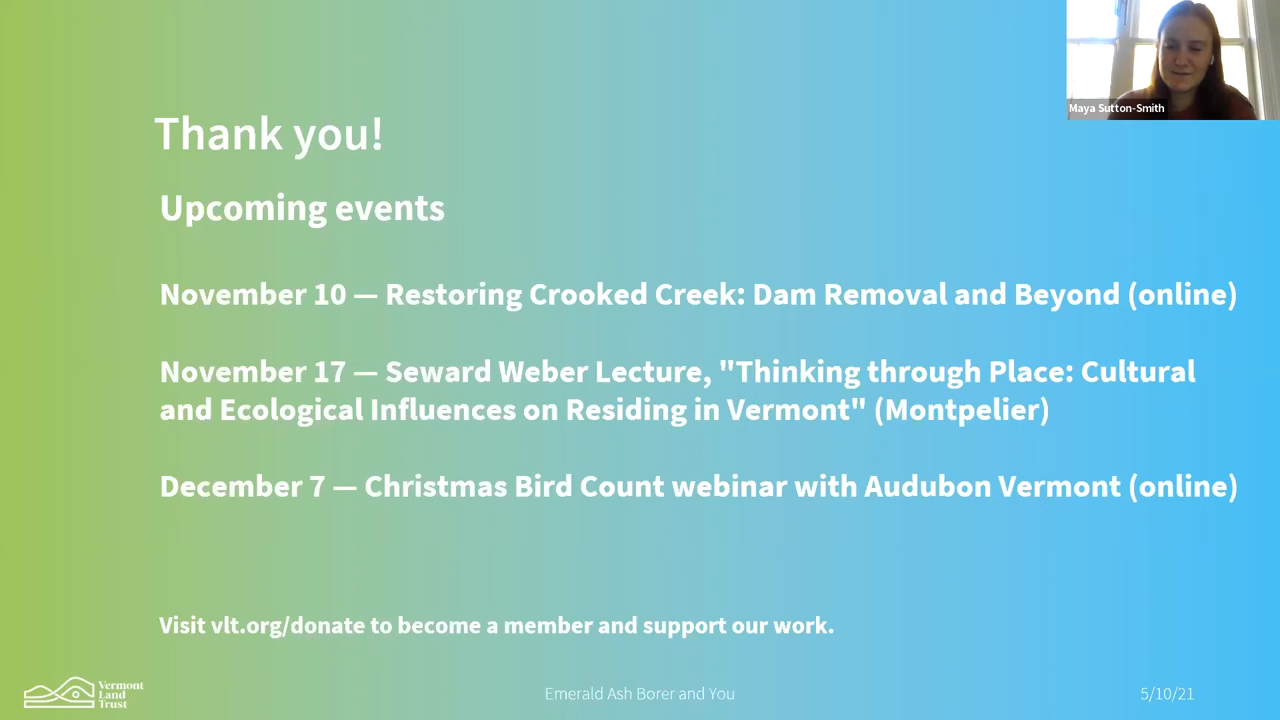 Maya Sutton-Smith
Thank you!
Upcoming events
November 10 — Restoring Crooked Creek: Dam Removal and Beyond (online)
November 17 — Seward Weber Lecture, "Thinking through Place: Cultural
and Ecological Influences on Residing in Vermont" (Montpelier)
December 7 — Christmas Bird Count webinar with Audubon Vermont (online)
Visit vlt.org/donate to become a member and support our work.
Vermont
Land
Trust
Emerald Ash Borer and You
5/10/21